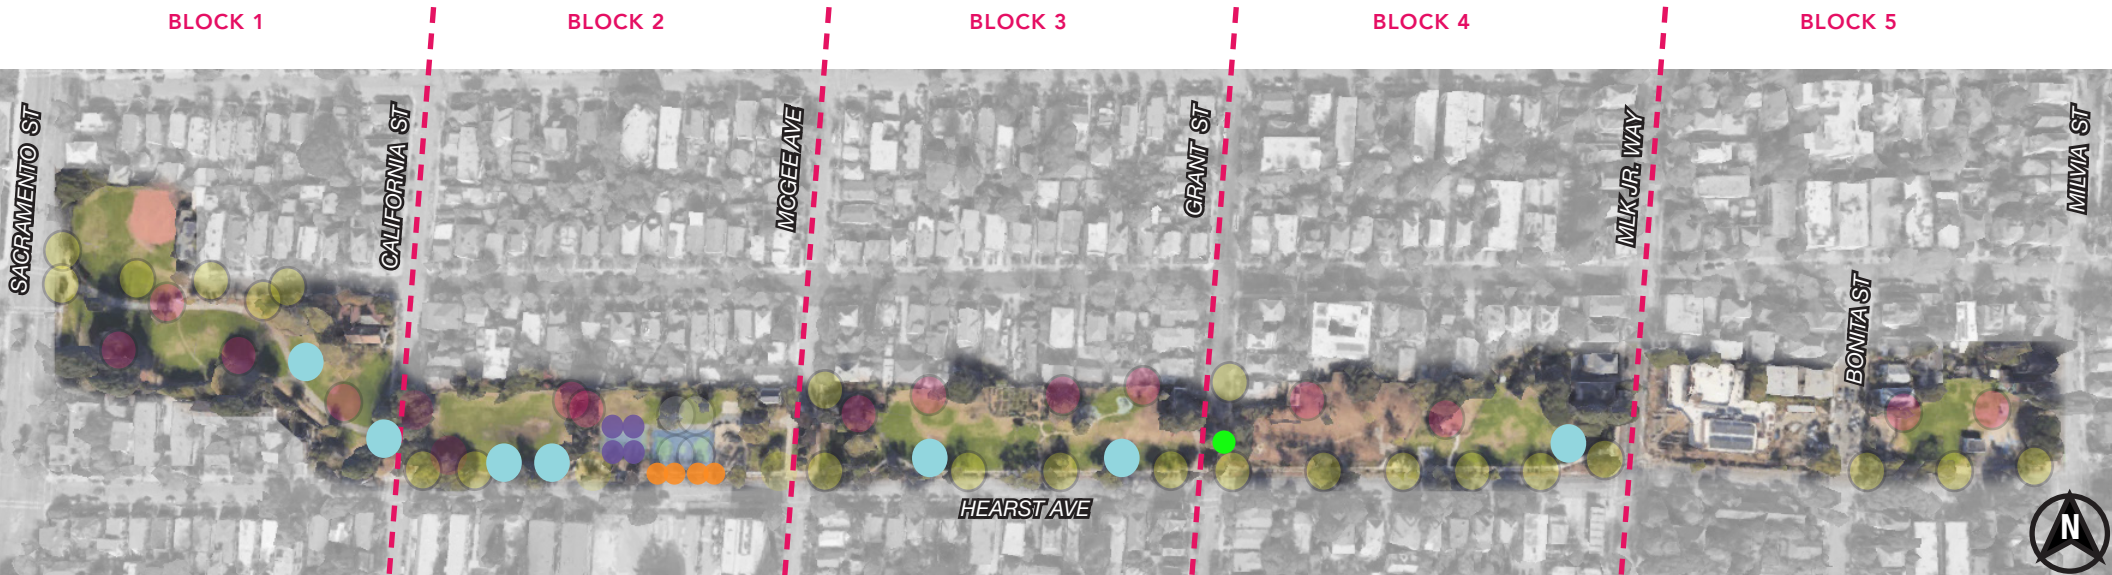 BLOCK 1
BLOCK 2
BLOCK 3
BLOCK 4
BLOCK 5
SACRAMENTO ST
CALIFORNIA ST
MCGEE AVE
GRANT ST
MLK JR. WAY
BONITA ST
MILVIA ST
HEARST AVE
N